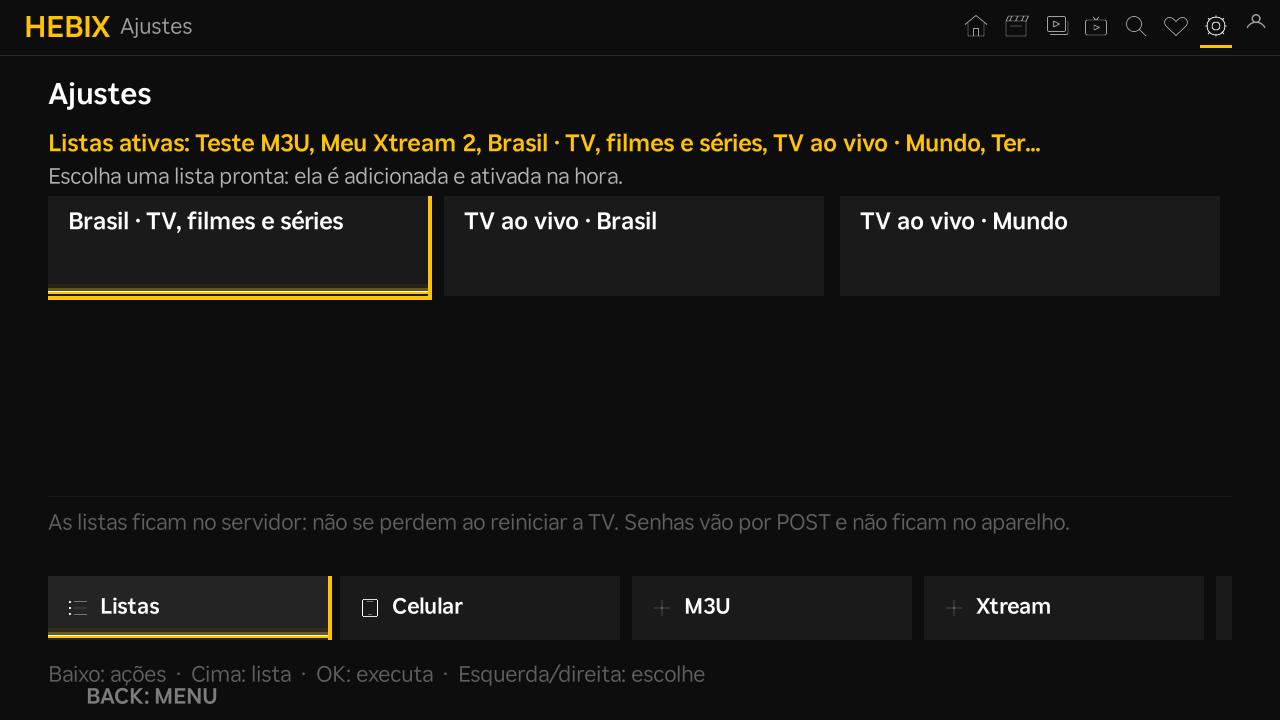 HEBIX Ajustes
Ajustes
Listas ativas: Teste M3U, Meu Xtream 2, Brasil · TV, filmes e séries, TV ao vivo · Mundo, Ter...
Escolha uma lista pronta: ela é adicionada e ativada na hora.
Brasil · TV, filmes e séries
TV ao vivo · Brasil
TV ao vivo · Mundo
As listas ficam no servidor: não se perdem ao reiniciar a TV. Senhas vão por POST e não ficam no aparelho.
Listas
Celular
M3U
Xtream
Baixo: ações · Cima: lista · OK: executa · Esquerda/direita: escolhe
BACK: MENU